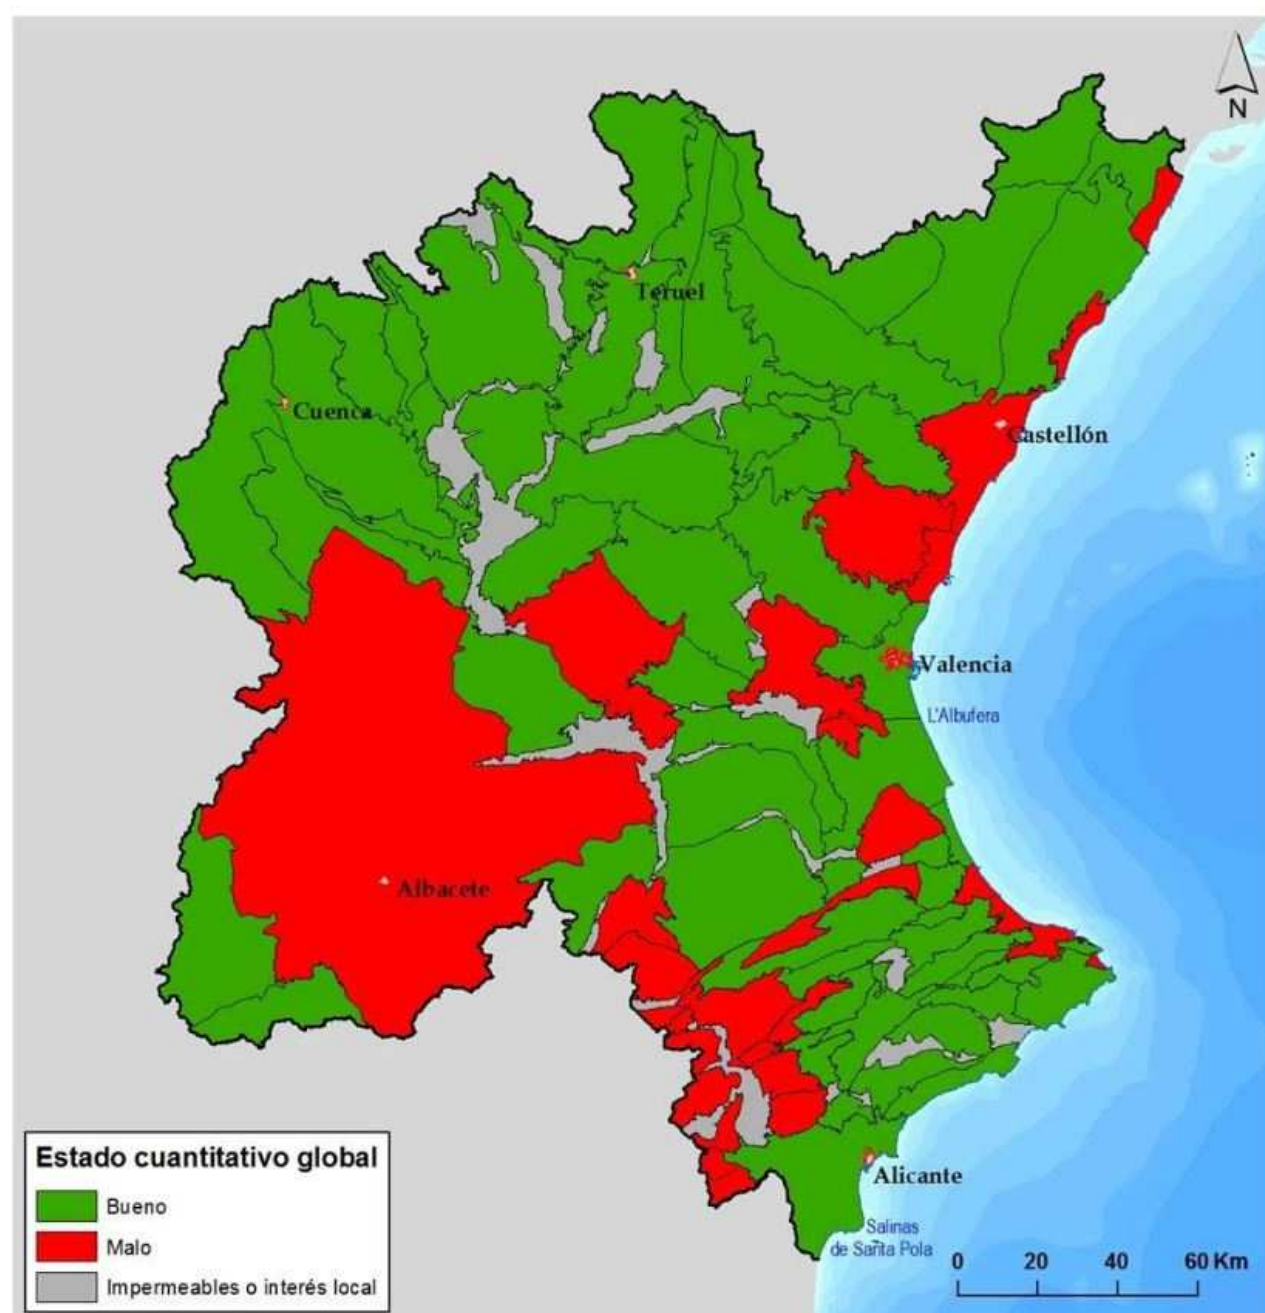 N
Teruel
Cuenca
Castellón
Valencia
L'Albufera
Albacete
Alicante
Salinas
de Santa Pola
Estado cuantitativo global
Bueno
Malo
Impermeables o interés local
0 20 40 60 Km